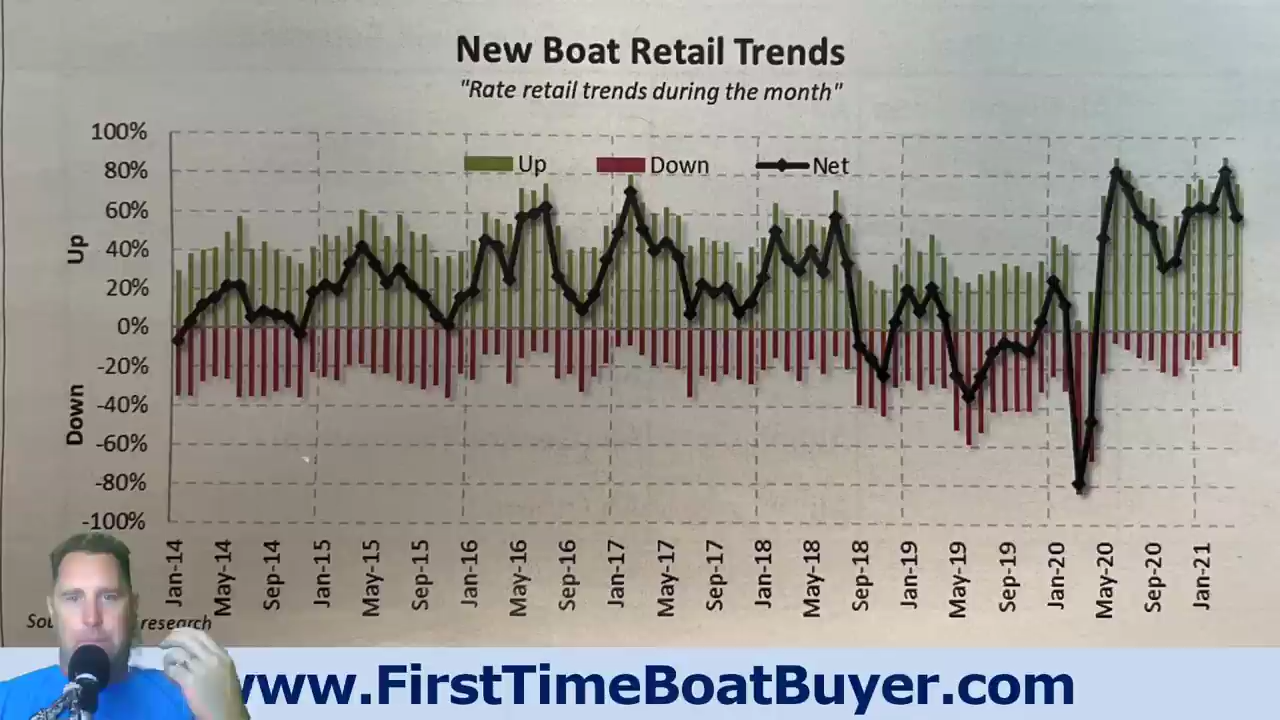 New Boat Retail Trends
"Rate retail trends during the month"
100%
80%
60%
40%
20%
0%
-20%
-40%
-60%
-80%
-100%
Up
Down
Up Down Net
Jan-14 May-14 Sep-14 Jan-15 May-15 Sep-15 Jan-16 May-16 Sep-16 Jan-17 May-17 Sep-17 Jan-18 May-18 Sep-18 Jan-19 May-19 Sep-19 Jan-20 May-20 Sep-20 Jan-21
research
www.FirstTimeBoatBuyer.com